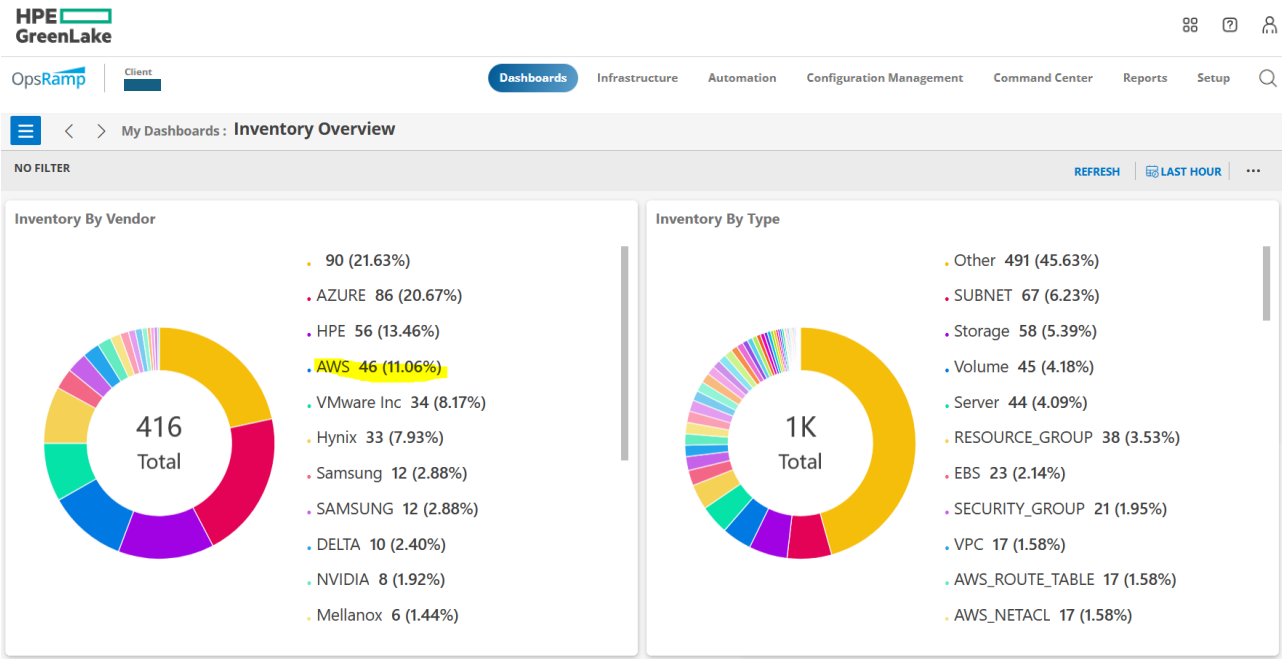 HPE
GreenLake
OpsRamp
Client
Dashboards Infrastructure Automation Configuration Management Command Center Reports Setup
My Dashboards : Inventory Overview
NO FILTER
REFRESH LAST HOUR ...
Inventory By Vendor
90 (21.63%)
AZURE 86 (20.67%)
HPE 56 (13.46%)
AWS 46 (11.06%)
VMware Inc 34 (8.17%)
Hynix 33 (7.93%)
Samsung 12 (2.88%)
SAMSUNG 12 (2.88%)
DELTA 10 (2.40%)
NVIDIA 8 (1.92%)
Mellanox 6 (1.44%)
416
Total
Inventory By Type
Other 491 (45.63%)
SUBNET 67 (6.23%)
Storage 58 (5.39%)
Volume 45 (4.18%)
Server 44 (4.09%)
RESOURCE_GROUP 38 (3.53%)
EBS 23 (2.14%)
SECURITY_GROUP 21 (1.95%)
VPC 17 (1.58%)
AWS_ROUTE_TABLE 17 (1.58%)
AWS_NETACL 17 (1.58%)
1K
Total